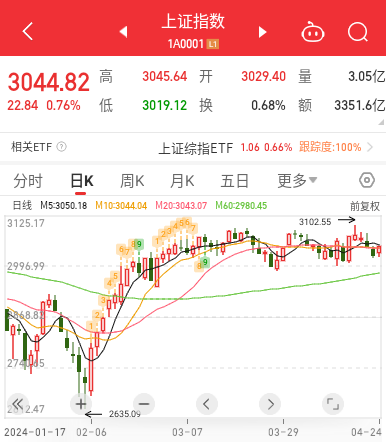 上证指数
1A0001 L1
3044.82 高 3045.64 开 3029.40 量 3.05亿
22.84 0.76% 低 3019.12 换 0.68% 额 3351.6亿
相关ETF ? 上证综指ETF 1.06 0.66% 跟踪度:100%
分时 日K 周K 月K 五日 更多
日线 M5:3050.18 M10:3044.04 M20:3043.07 M60:2980.45 前复权
3125.17
3102.55
2996.99
2868.82
2740.65
2612.47
2635.09
2024-01-17 02-06 03-07 03-29 04-24